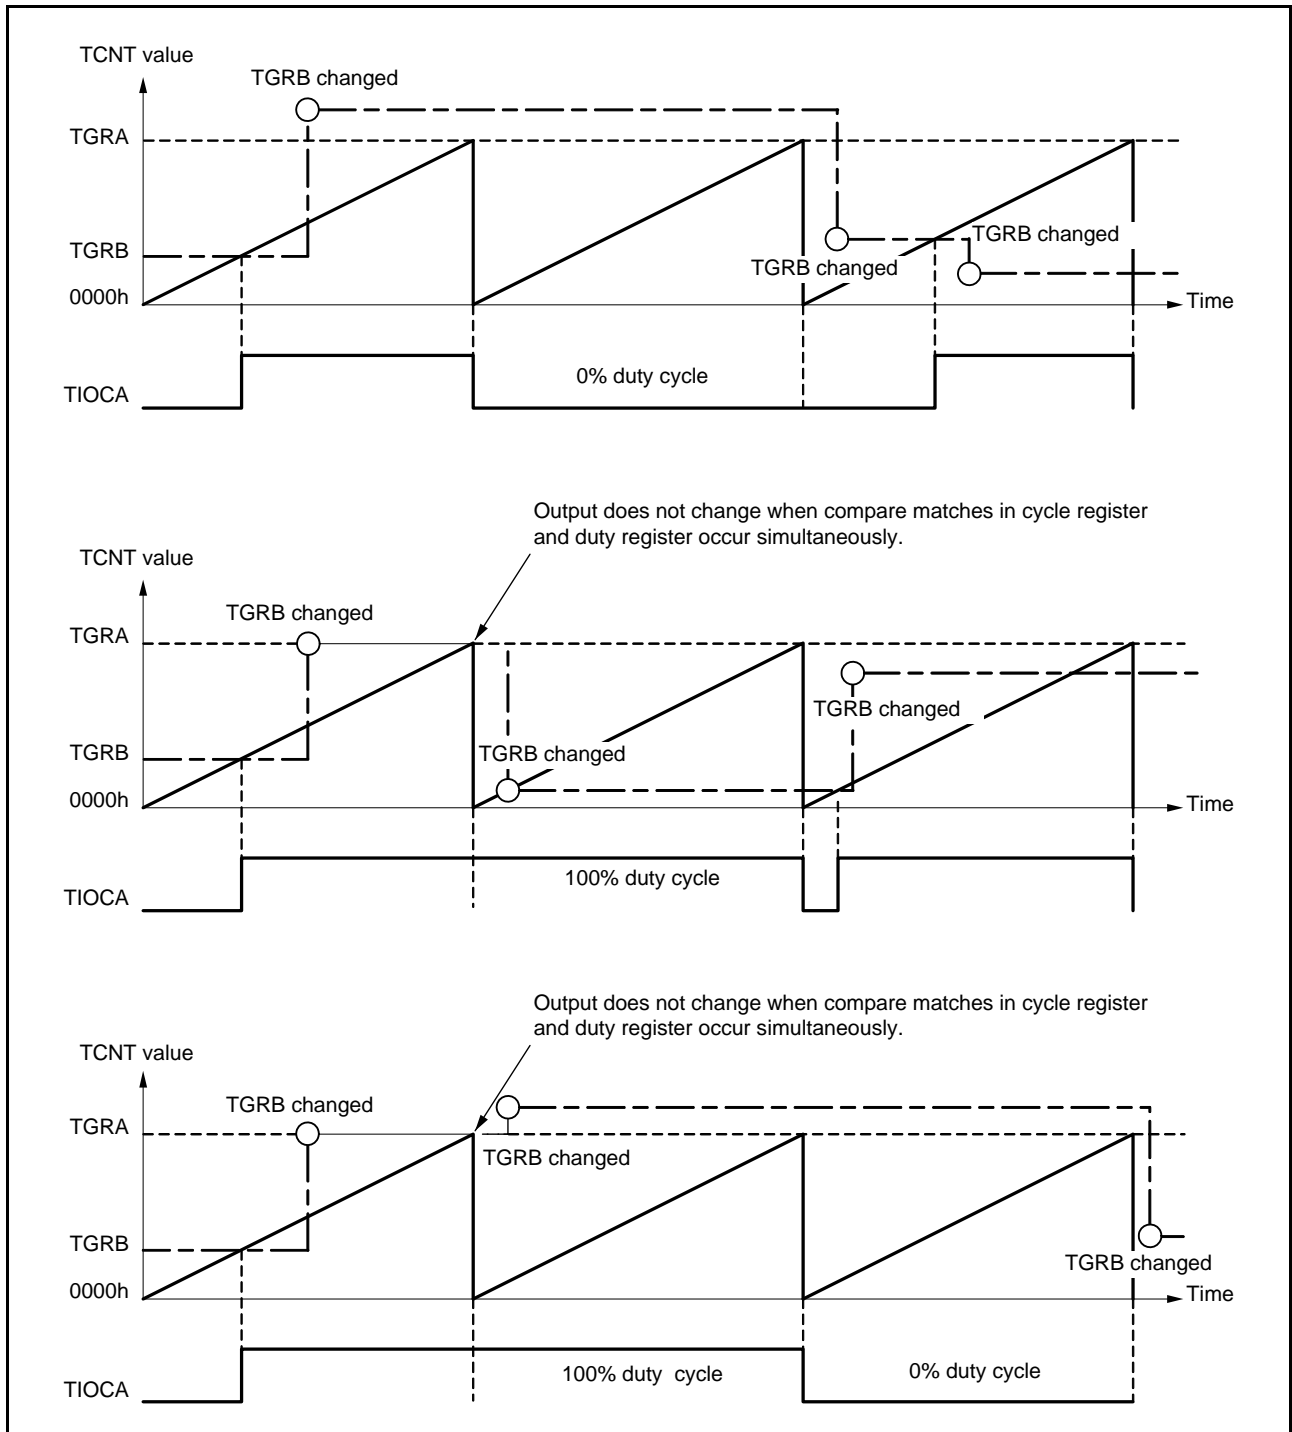 TCNT value
TGRB changed
TGRA
TGRB
TGRB changed
TGRB changed
0000h
Time
0% duty cycle
TIOCA
Output does not change when compare matches in cycle register
and duty register occur simultaneously.
TCNT value
TGRB changed
TGRA
TGRB changed
TGRB
TGRB changed
0000h
Time
100% duty cycle
TIOCA
Output does not change when compare matches in cycle register
and duty register occur simultaneously.
TCNT value
TGRB changed
TGRA
TGRB changed
TGRB
TGRB changed
0000h
Time
100% duty cycle
0% duty cycle
TIOCA